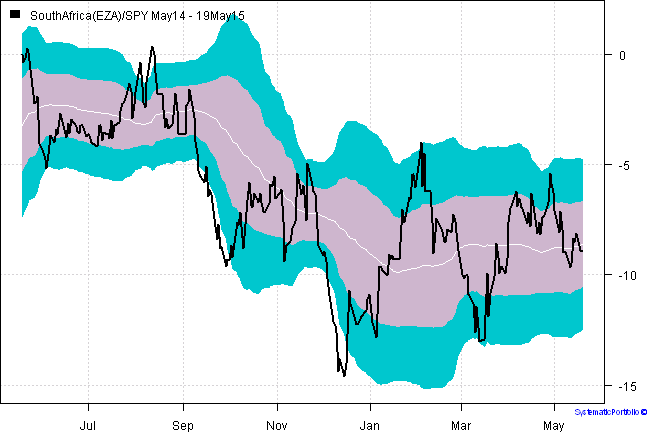 SouthAfrica(EZA)/SPY May14 - 19May15
0
-5
-10
-15
Jul Sep Nov Jan Mar May
SystematicPortfolio ©